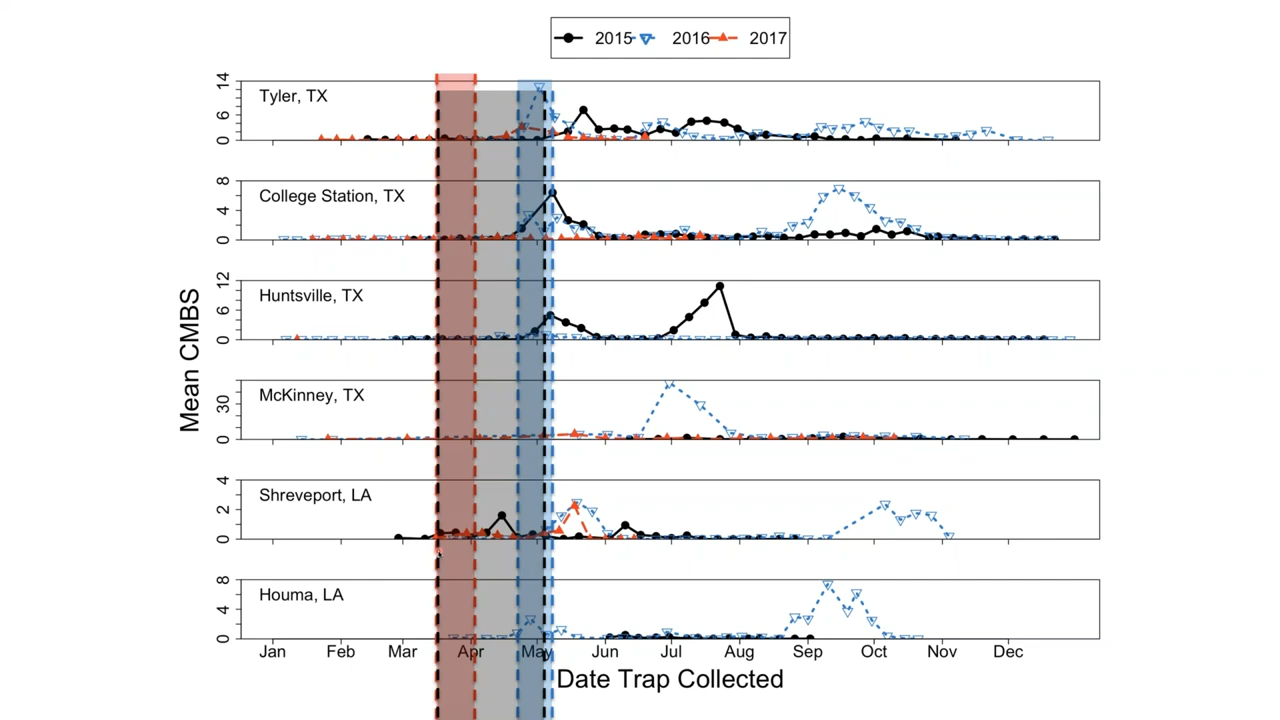 2015 2016 2017
Tyler, TX
14
6
0
College Station, TX
8
4
0
Huntsville, TX
12
6
0
McKinney, TX
30
0
Shreveport, LA
4
2
0
Houma, LA
8
4
0
Mean CMBS
Jan Feb Mar Apr May Jun Jul Aug Sep Oct Nov Dec
Date Trap Collected